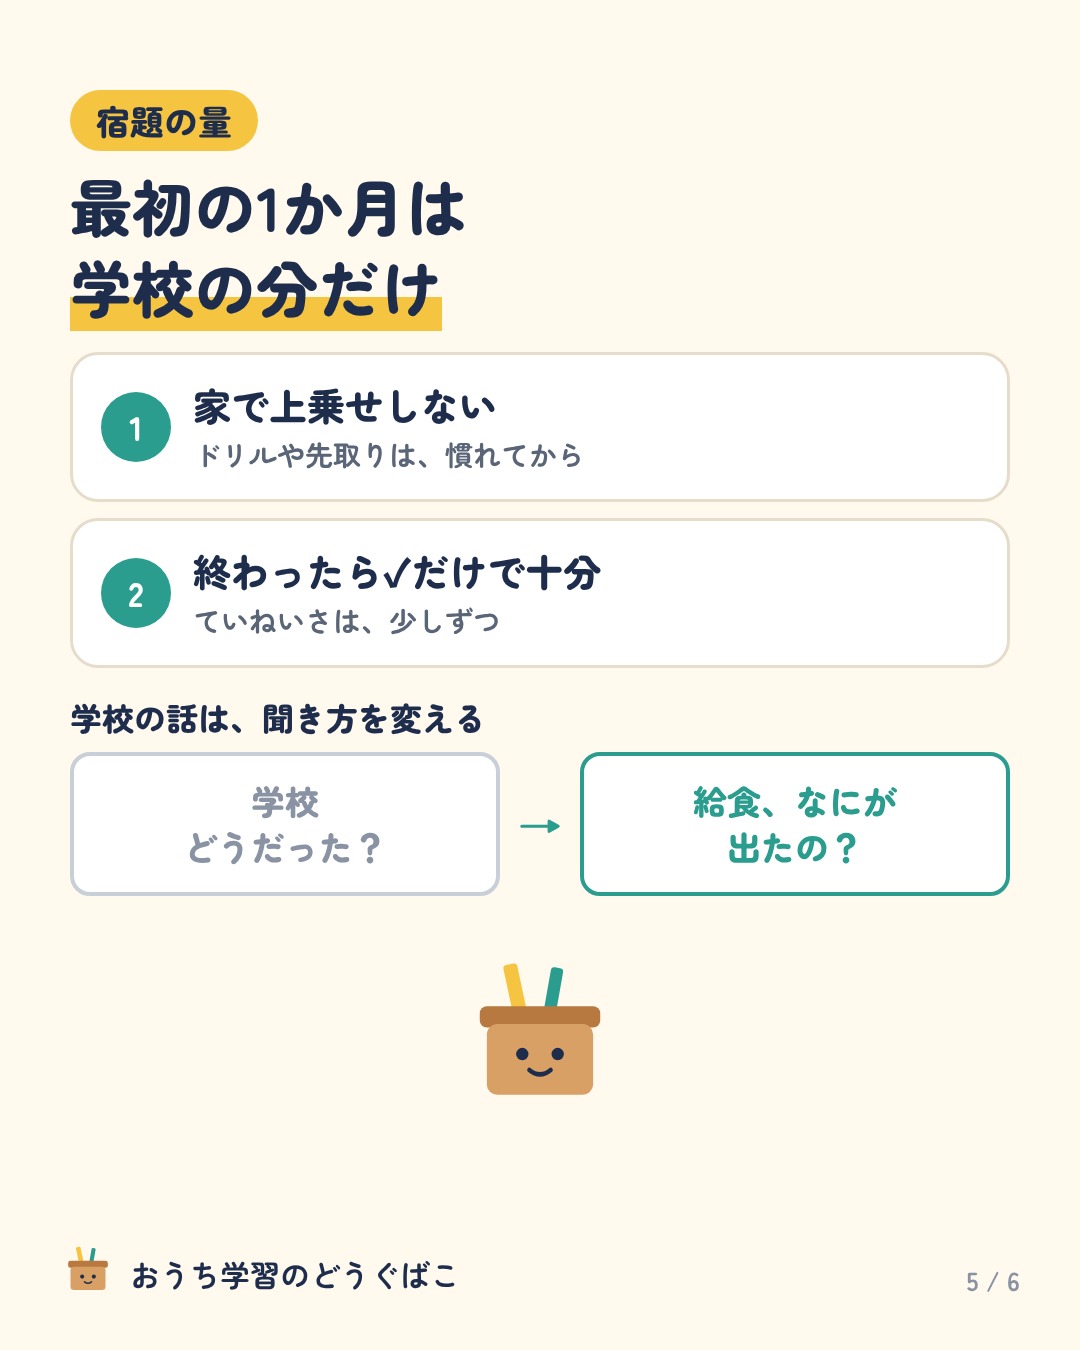 宿題の量
最初の1か月は
学校の分だけ
1
家で上乗せしない
ドリルや先取りは、慣れてから
2
終わったら✓だけで十分
ていねいさは、少しずつ
学校の話は、聞き方を変える
学校
どうだった？
→
給食、なにが
出たの？
おうち学習のどうぐばこ
5 / 6